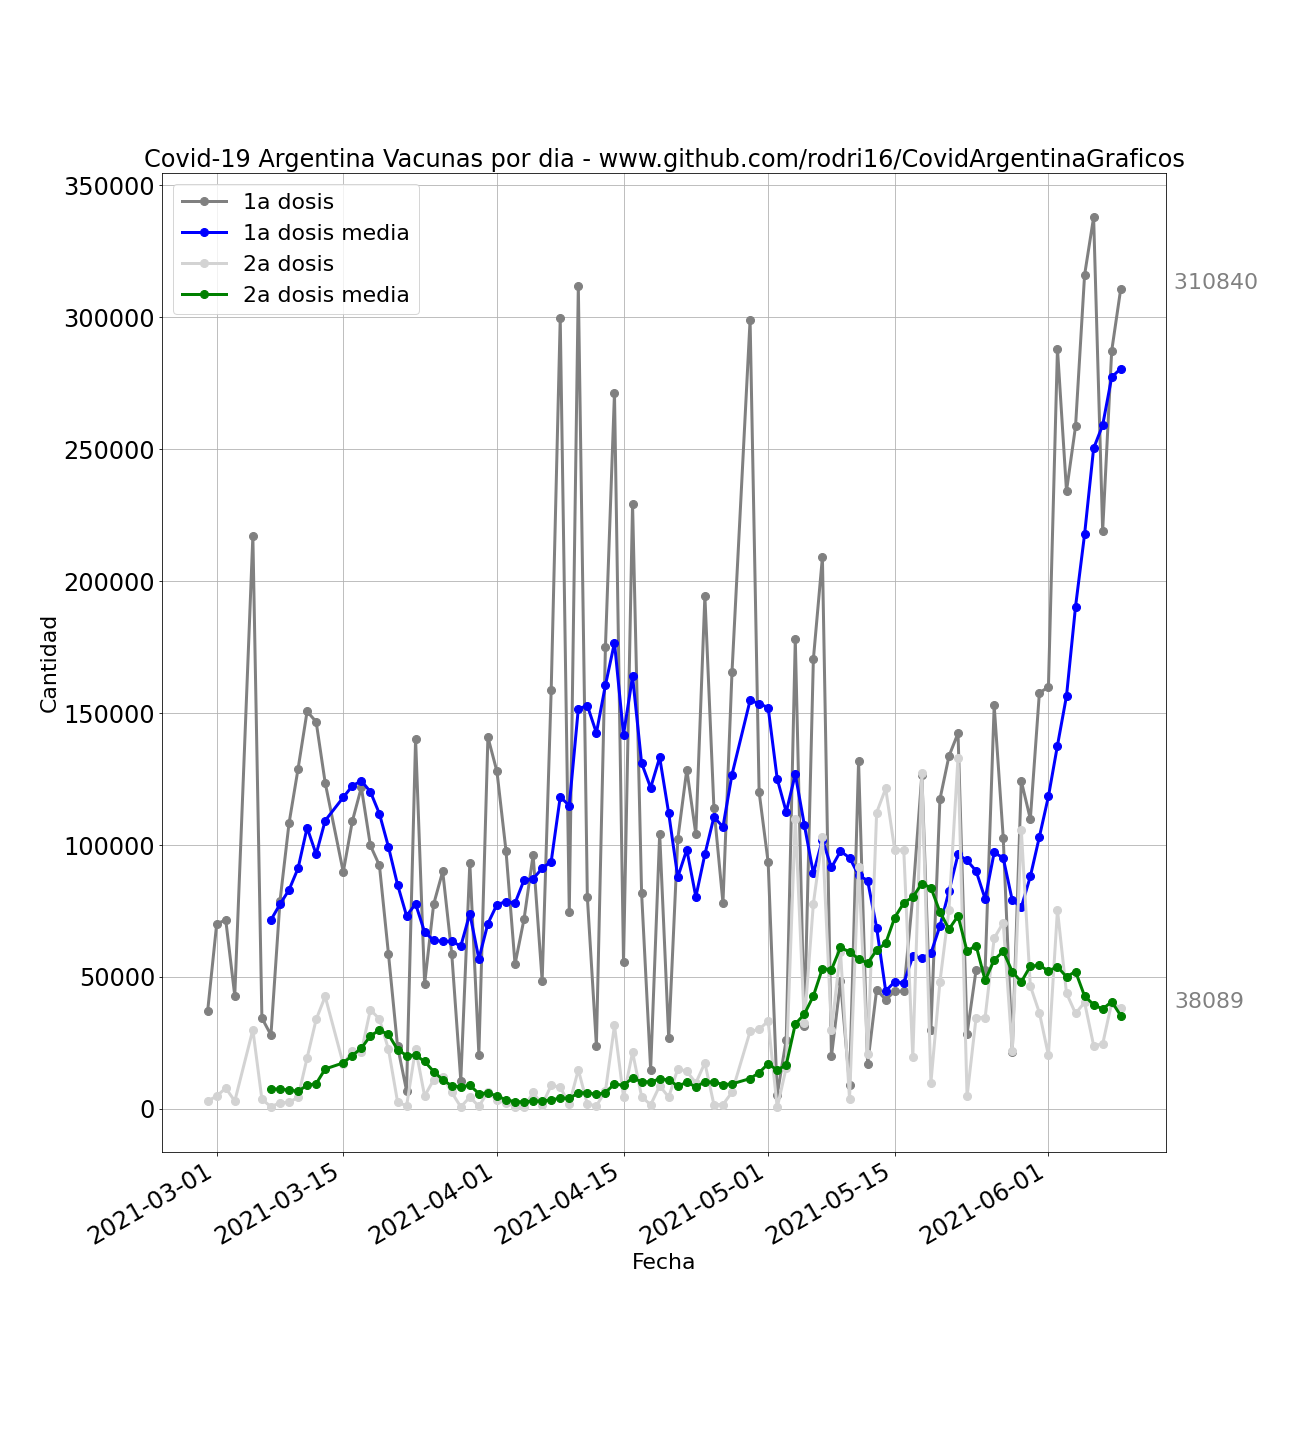 Covid-19 Argentina Vacunas por dia - www.github.com/rodri16/CovidArgentinaGraficos
350000
300000
250000
200000
150000
100000
50000
0
Cantidad
1a dosis
1a dosis media
2a dosis
2a dosis media
310840
38089
2021-03-01
2021-03-15
2021-04-01
2021-04-15
2021-05-01
2021-05-15
2021-06-01
Fecha